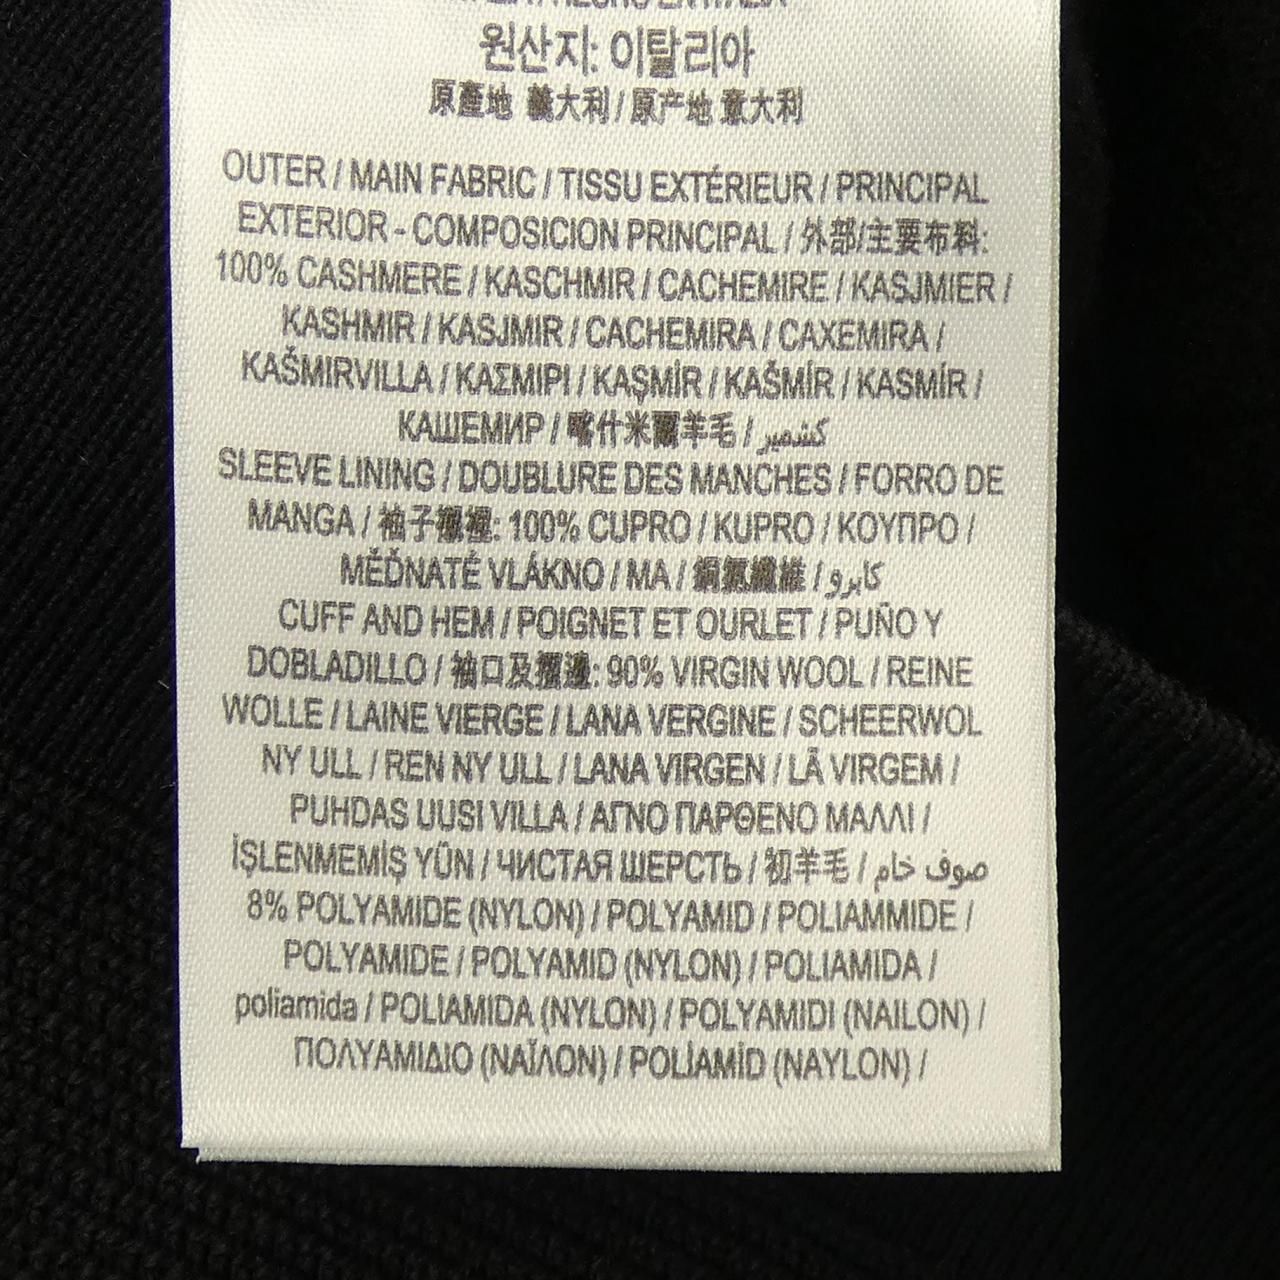 원산지: 이탈리아
原產地 義大利 / 原产地 意大利
OUTER / MAIN FABRIC / TISSU EXTÉRIEUR / PRINCIPAL
EXTERIOR - COMPOSICION PRINCIPAL / 外部/主要布料:
100% CASHMERE / KASCHMIR / CACHEMIRE / KASJMIER /
KASHMIR / KASJMIR / CACHEMIRA / CAXEMIRA /
KAŠMIRVILLA / ΚΑΣΜΙΡΙ / KAŞMİR / KAŠMÍR / KASMÍR /
КАШЕМИР / 喀什米爾羊毛 / كشمير
SLEEVE LINING / DOUBLURE DES MANCHES / FORRO DE
MANGA / 袖子襯裡: 100% CUPRO / KUPRO / ΚΟΥΠΡΟ /
MĚĎNATÉ VLÁKNO / MA / 銅氨纖維 / كابرو
CUFF AND HEM / POIGNET ET OURLET / PUÑO Y
DOBLADILLO / 袖口及摺邊: 90% VIRGIN WOOL / REINE
WOLLE / LAINE VIERGE / LANA VERGINE / SCHEERWOL
NY ULL / REN NY ULL / LANA VIRGEN / LÃ VIRGEM /
PUHDAS UUSI VILLA / ΑΓΝΟ ΠΑΡΘΕΝΟ ΜΑΛΛΙ /
İŞLENMEMİŞ YÜN / ЧИСТАЯ ШЕРСТЬ / 初羊毛 / صوف خام
8% POLYAMIDE (NYLON) / POLYAMID / POLIAMMIDE /
POLYAMIDE / POLYAMID (NYLON) / POLIAMIDA /
poliamida / POLIAMIDA (NYLON) / POLYAMIDI (NAILON) /
ΠΟΛΥΑΜΙΔΙΟ (ΝΑΪΛΟΝ) / POLİAMİD (NAYLON) /